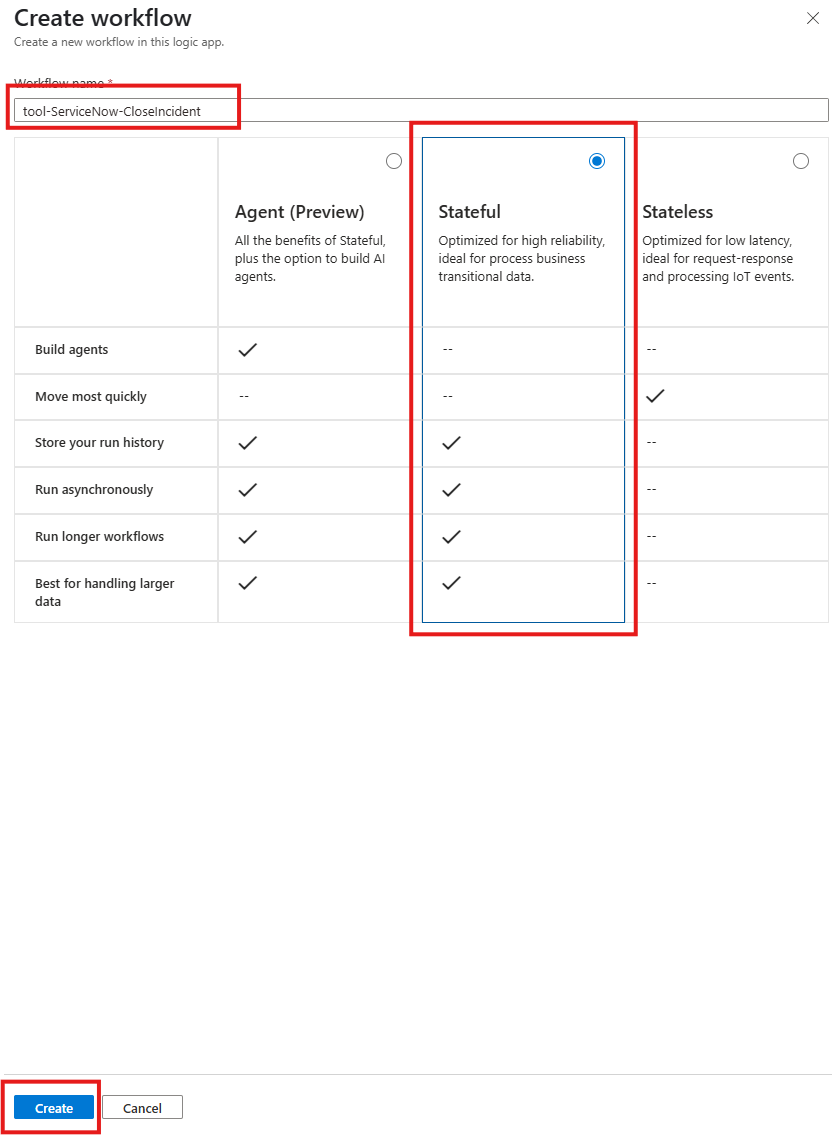 Create workflow
Create a new workflow in this logic app.
Workflow name *
tool-ServiceNow-CloseIncident
Agent (Preview)
All the benefits of Stateful,
plus the option to build AI
agents.
Stateful
Optimized for high reliability,
ideal for process business
transitional data.
Stateless
Optimized for low latency,
ideal for request-response
and processing IoT events.
Build agents
-- --
Move most quickly
-- --
Store your run history
--
Run asynchronously
--
Run longer workflows
--
Best for handling larger
data
--
Create
Cancel